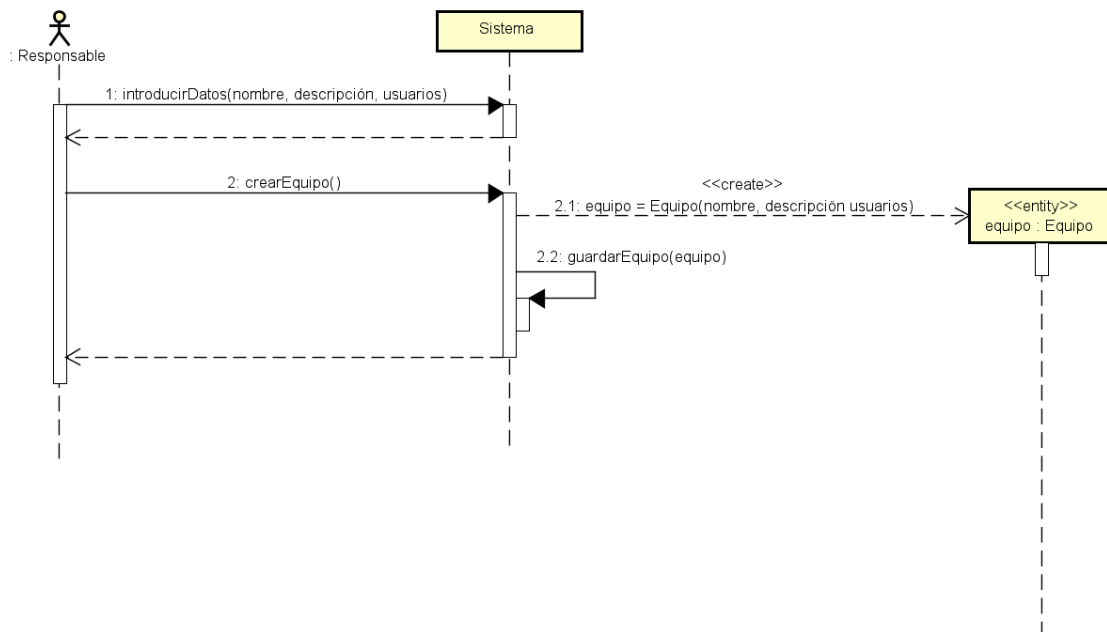 : Responsable
Sistema
1: introducirDatos(nombre, descripción, usuarios)
2: crearEquipo()
<<create>>
2.1: equipo = Equipo(nombre, descripción usuarios)
<<entity>>
equipo : Equipo
2.2: guardarEquipo(equipo)